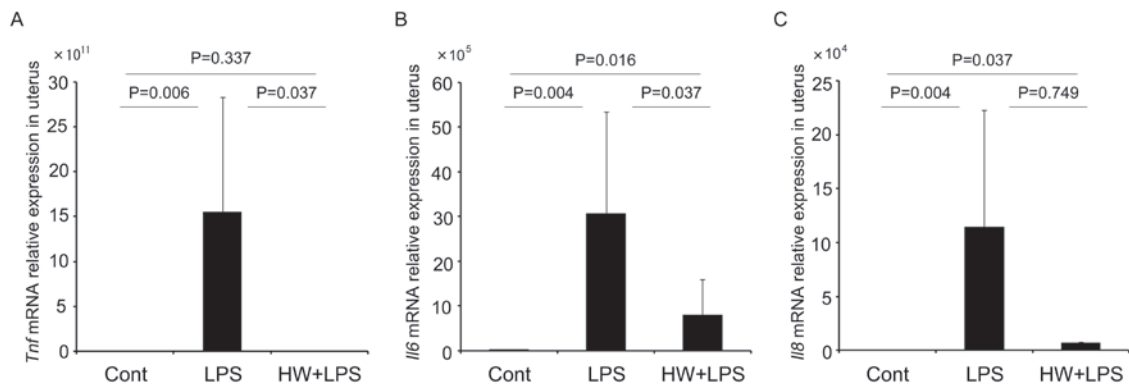 A
×10¹¹
P=0.337
P=0.006
P=0.037
30
25
20
15
10
5
0
Tnf mRNA relative expression in uterus
Cont
LPS
HW+LPS
B
×10⁵
P=0.016
P=0.004
P=0.037
60
50
40
30
20
10
0
Il6 mRNA relative expression in uterus
Cont
LPS
HW+LPS
C
×10⁴
P=0.037
P=0.004
P=0.749
25
20
15
10
5
0
Il8 mRNA relative expression in uterus
Cont
LPS
HW+LPS